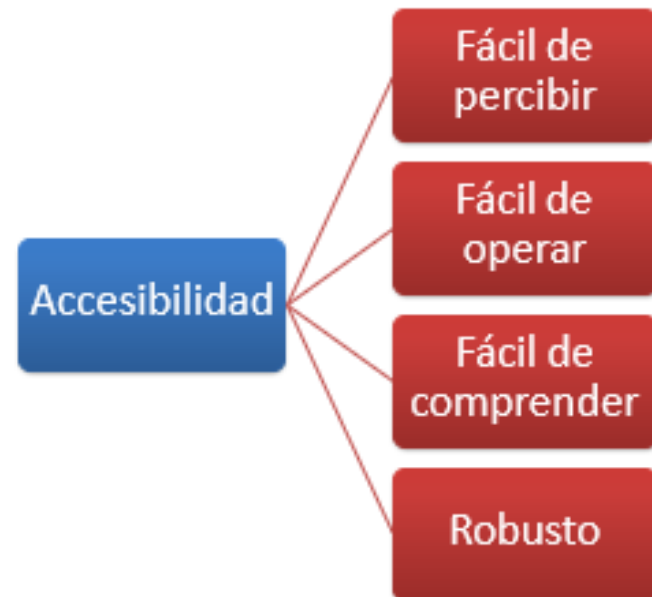 Accesibilidad
Fácil de
percibir
Fácil de
operar
Fácil de
comprender
Robusto